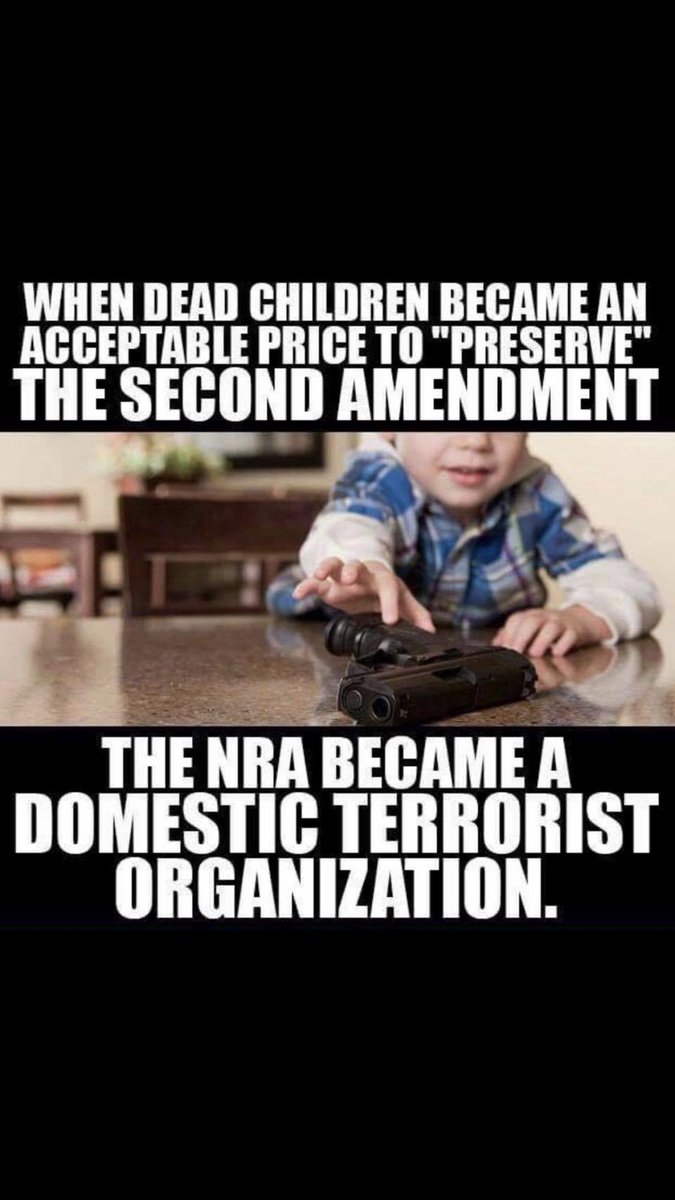 WHEN DEAD CHILDREN BECAME AN
ACCEPTABLE PRICE TO "PRESERVE"
THE SECOND AMENDMENT
THE NRA BECAME A
DOMESTIC TERRORIST
ORGANIZATION.